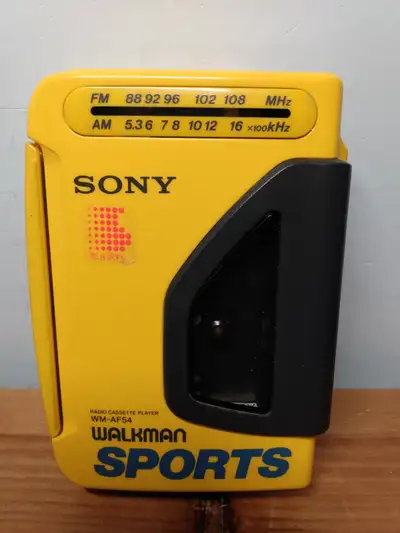 FM 88 92 96 102 108 MHz
AM 5.3 6 7 8 10 12 16 ×100kHz
SONY
RADIO CASSETTE PLAYER
WM-AF54
WALKMAN
SPORTS